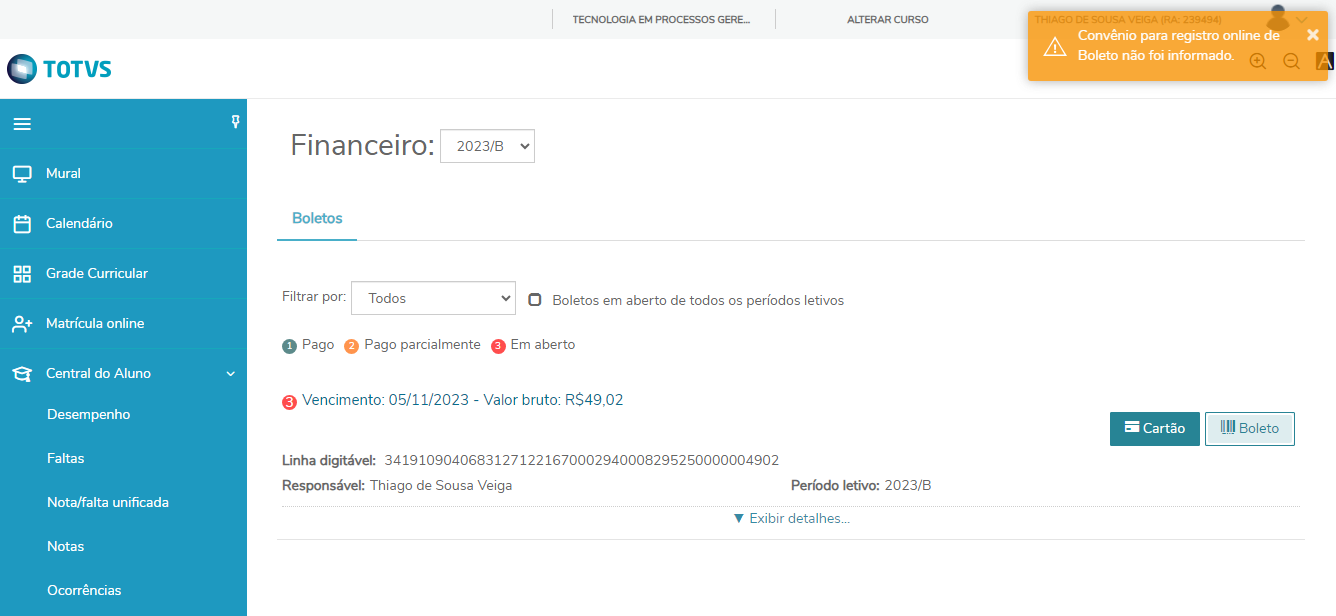 TECNOLOGIA EM PROCESSOS GERE...
ALTERAR CURSO
THIAGO DE SOUSA VEIGA (RA: 239494)
Convênio para registro online de
Boleto não foi informado.
A
TOTVS
Mural
Calendário
Grade Curricular
Matrícula online
Central do Aluno
Desempenho
Faltas
Nota/falta unificada
Notas
Ocorrências
Financeiro: 2023/B
Boletos
Filtrar por: Todos Boletos em aberto de todos os períodos letivos
1 Pago 2 Pago parcialmente 3 Em aberto
3 Vencimento: 05/11/2023 - Valor bruto: R$49,02
Cartão Boleto
Linha digitável: 34191090406831271221670002940008295250000004902
Responsável: Thiago de Sousa Veiga Período letivo: 2023/B
▼ Exibir detalhes...